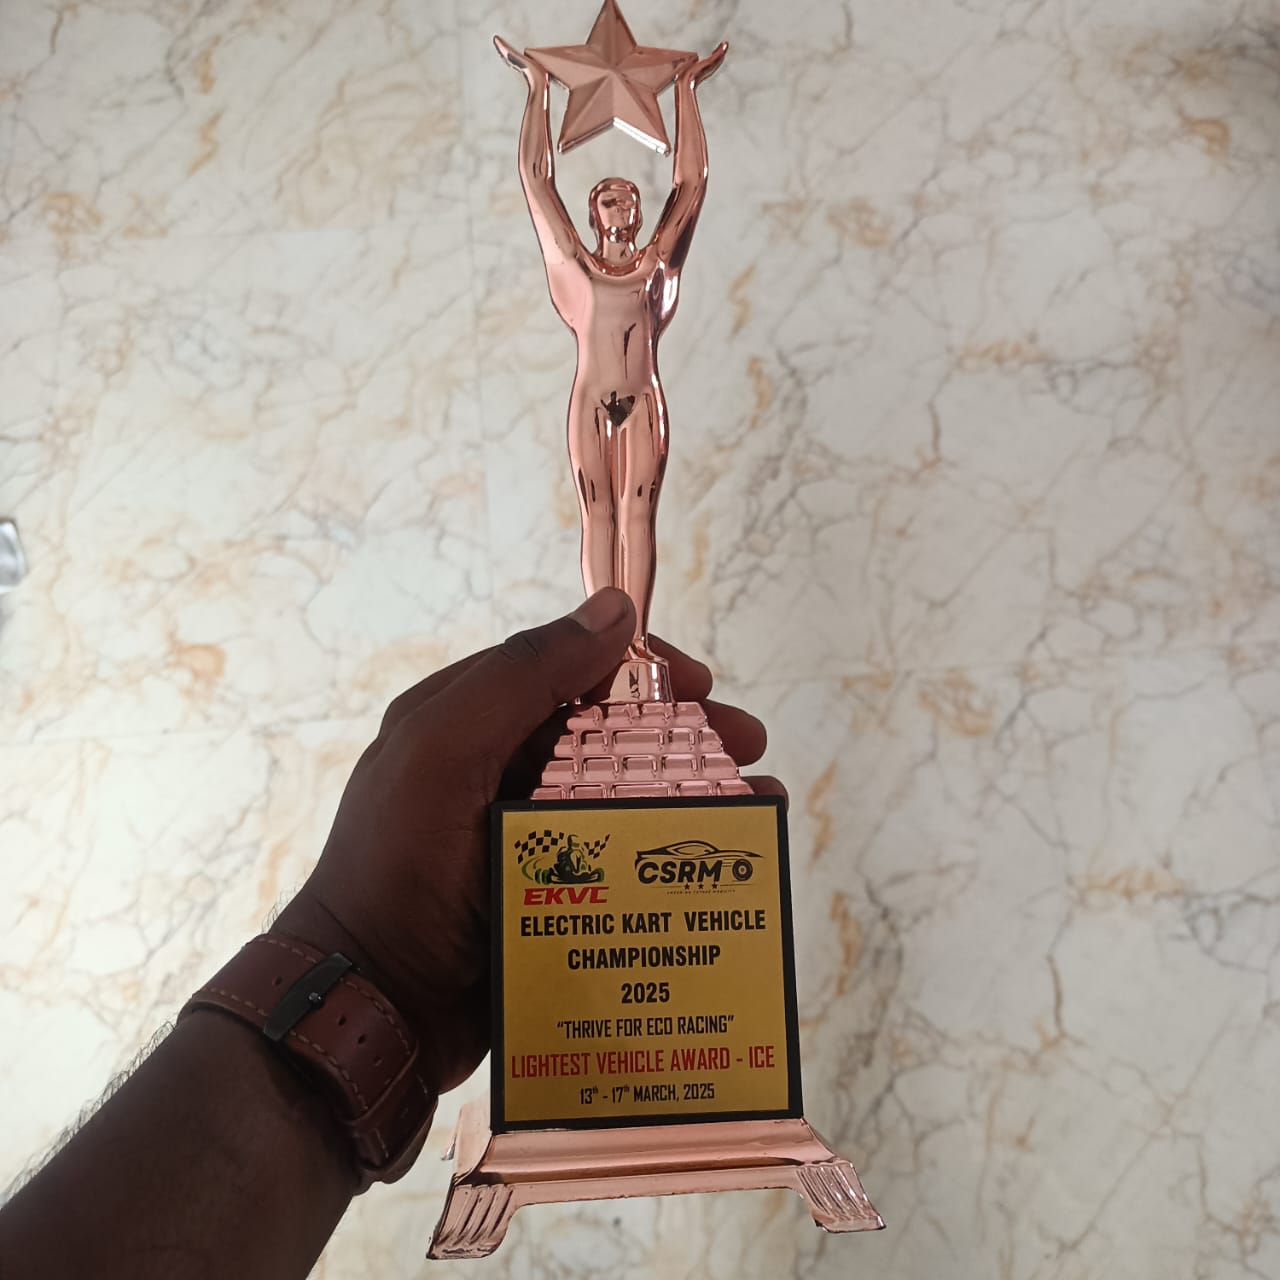 EKVC
CSRM
ELECTRIC KART VEHICLE
CHAMPIONSHIP
2025
"THRIVE FOR ECO RACING"
LIGHTEST VEHICLE AWARD - ICE
13th - 17th MARCH, 2025